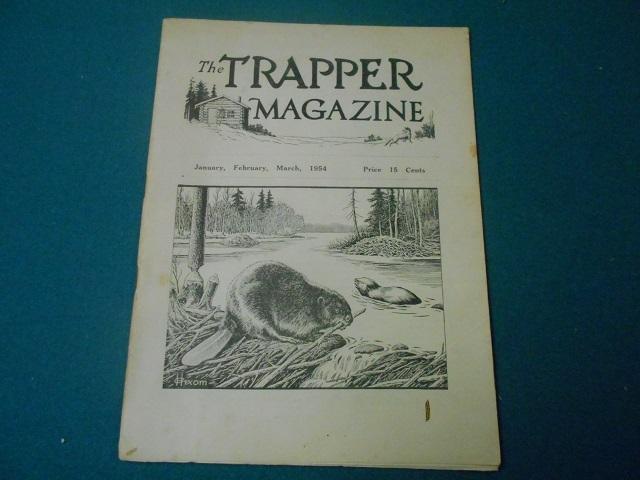 The TRAPPER
MAGAZINE
January, February, March, 1954 Price 15 Cents
Hixom